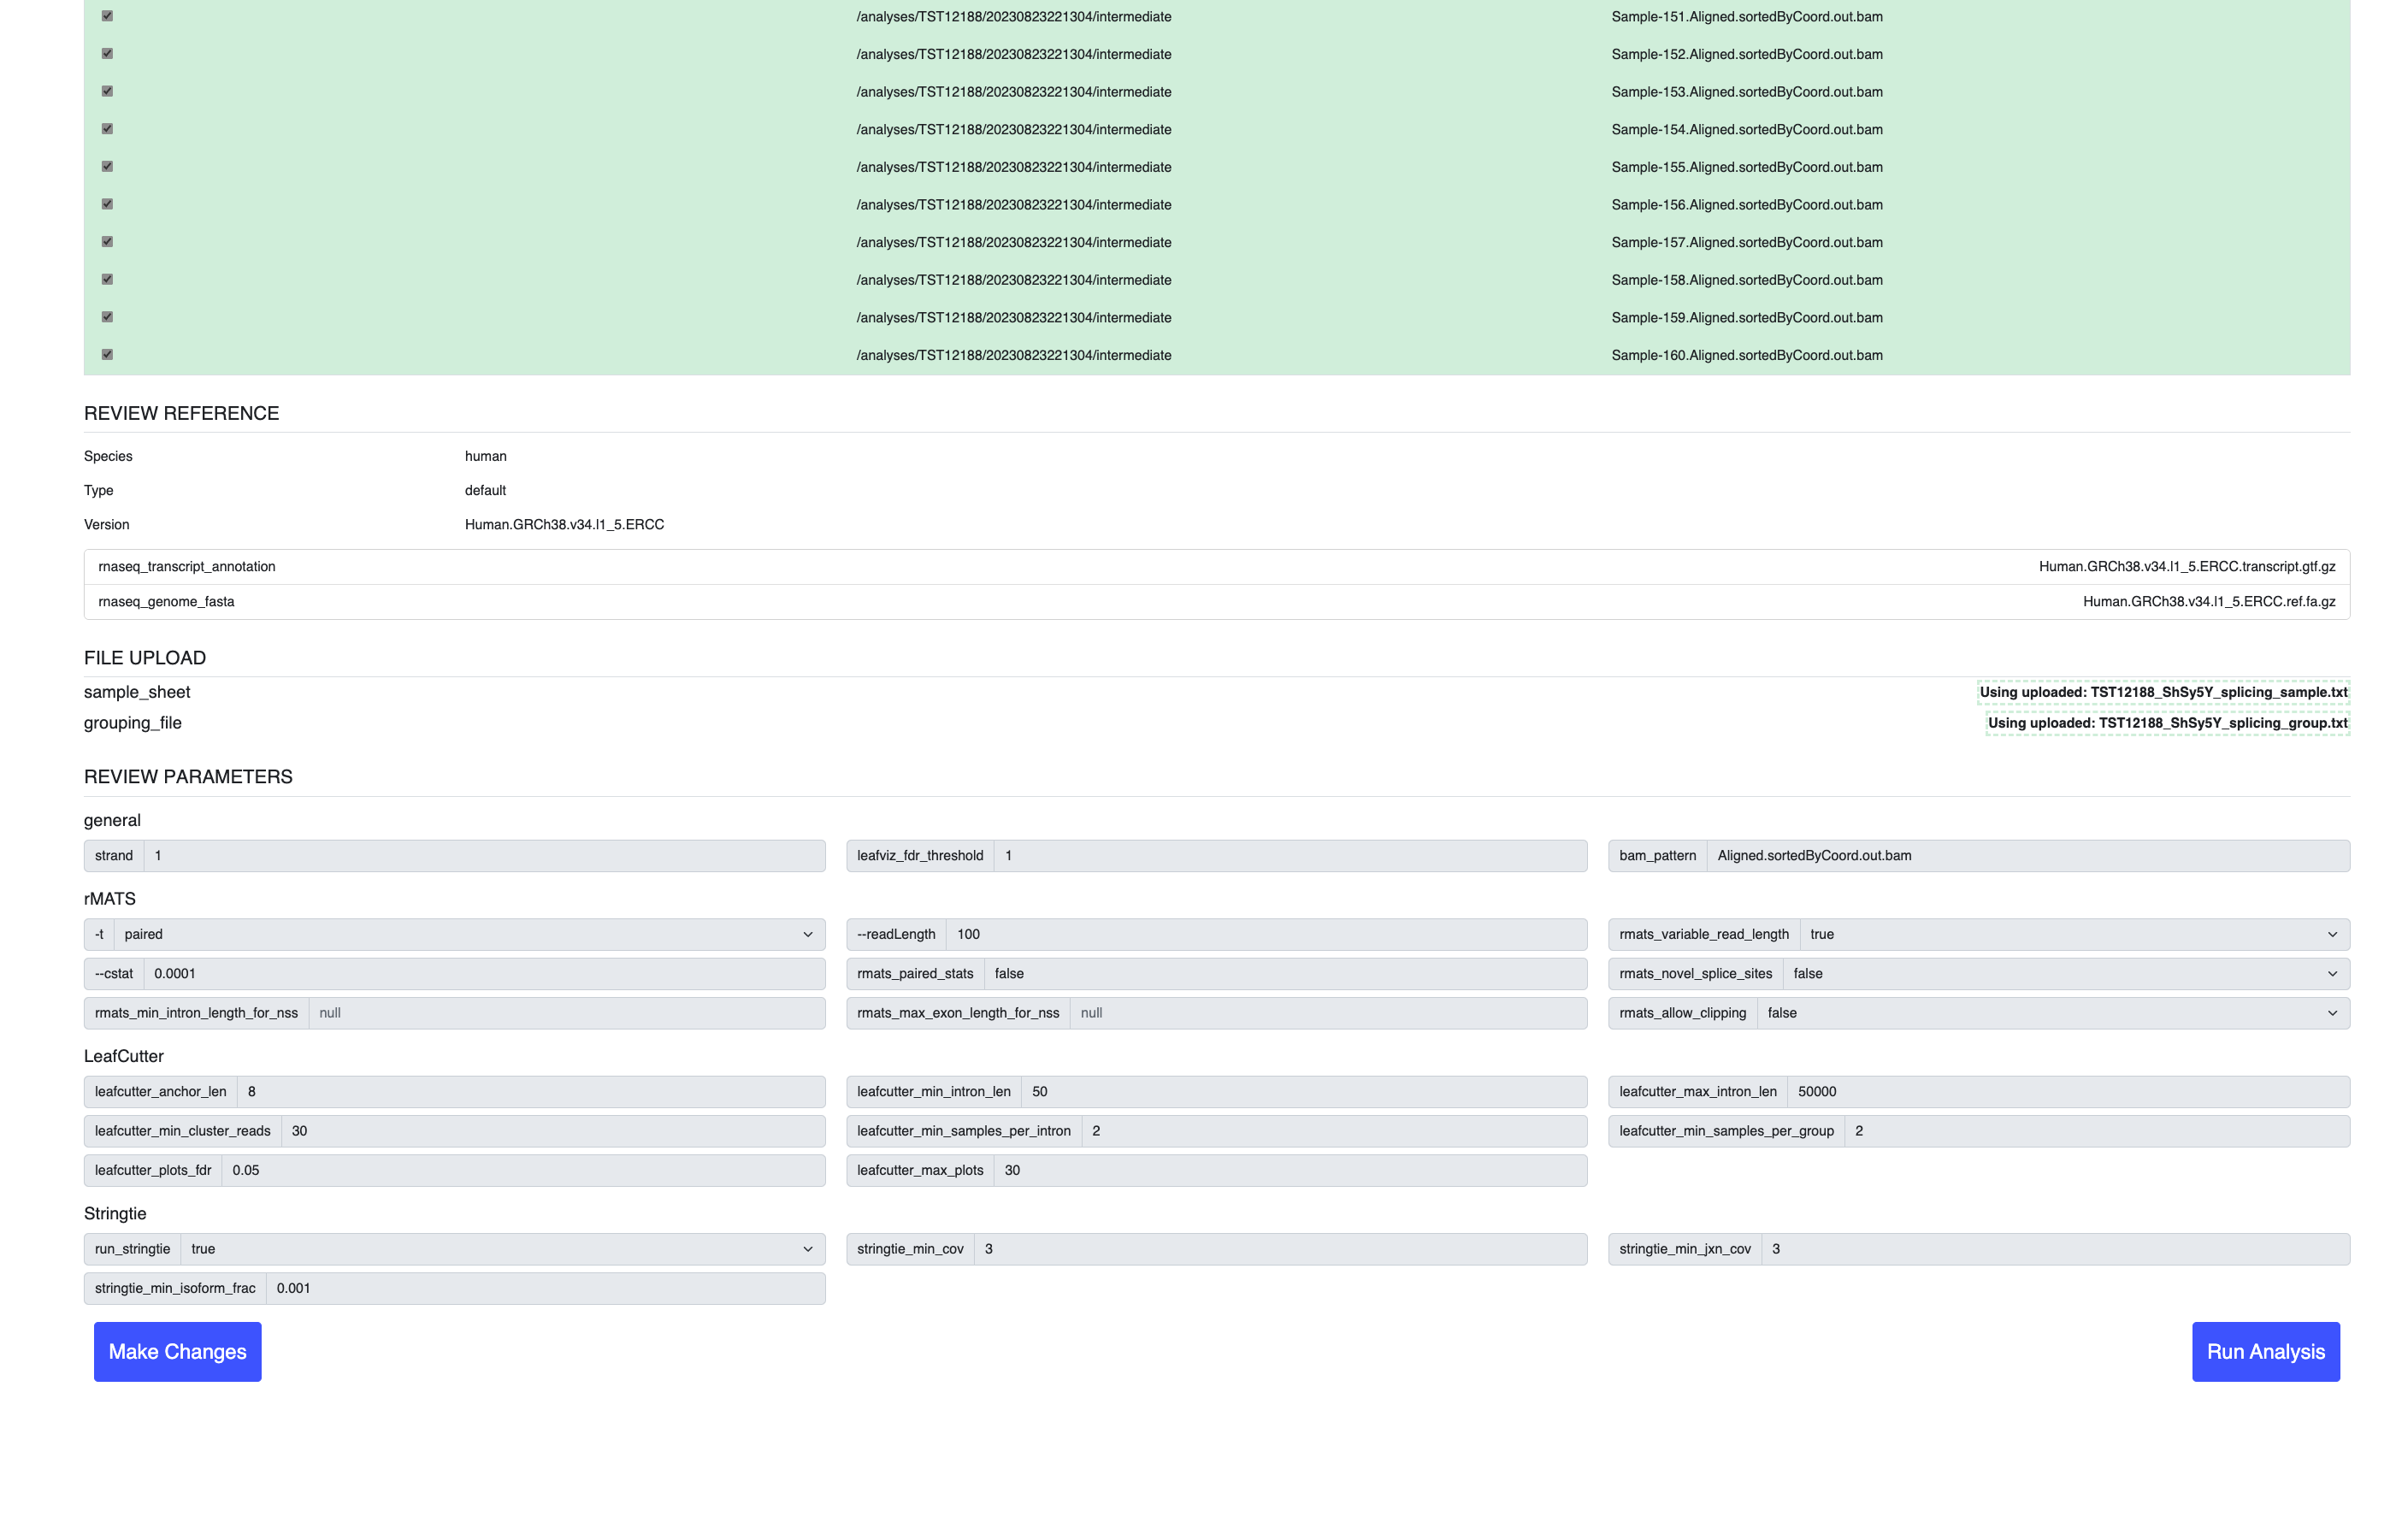 /analyses/TST12188/20230823221304/intermediate Sample-151.Aligned.sortedByCoord.out.bam
/analyses/TST12188/20230823221304/intermediate Sample-152.Aligned.sortedByCoord.out.bam
/analyses/TST12188/20230823221304/intermediate Sample-153.Aligned.sortedByCoord.out.bam
/analyses/TST12188/20230823221304/intermediate Sample-154.Aligned.sortedByCoord.out.bam
/analyses/TST12188/20230823221304/intermediate Sample-155.Aligned.sortedByCoord.out.bam
/analyses/TST12188/20230823221304/intermediate Sample-156.Aligned.sortedByCoord.out.bam
/analyses/TST12188/20230823221304/intermediate Sample-157.Aligned.sortedByCoord.out.bam
/analyses/TST12188/20230823221304/intermediate Sample-158.Aligned.sortedByCoord.out.bam
/analyses/TST12188/20230823221304/intermediate Sample-159.Aligned.sortedByCoord.out.bam
/analyses/TST12188/20230823221304/intermediate Sample-160.Aligned.sortedByCoord.out.bam
REVIEW REFERENCE
Species human
Type default
Version Human.GRCh38.v34.l1_5.ERCC
rnaseq_transcript_annotation Human.GRCh38.v34.l1_5.ERCC.transcript.gtf.gz
rnaseq_genome_fasta Human.GRCh38.v34.l1_5.ERCC.ref.fa.gz
FILE UPLOAD
sample_sheet Using uploaded: TST12188_ShSy5Y_splicing_sample.txt
grouping_file Using uploaded: TST12188_ShSy5Y_splicing_group.txt
REVIEW PARAMETERS
general
strand 1 leafviz_fdr_threshold 1 bam_pattern Aligned.sortedByCoord.out.bam
rMATS
-t paired --readLength 100 rmats_variable_read_length true
--cstat 0.0001 rmats_paired_stats false rmats_novel_splice_sites false
rmats_min_intron_length_for_nss null rmats_max_exon_length_for_nss null rmats_allow_clipping false
LeafCutter
leafcutter_anchor_len 8 leafcutter_min_intron_len 50 leafcutter_max_intron_len 50000
leafcutter_min_cluster_reads 30 leafcutter_min_samples_per_intron 2 leafcutter_min_samples_per_group 2
leafcutter_plots_fdr 0.05 leafcutter_max_plots 30
Stringtie
run_stringtie true stringtie_min_cov 3 stringtie_min_jxn_cov 3
stringtie_min_isoform_frac 0.001
Make Changes Run Analysis